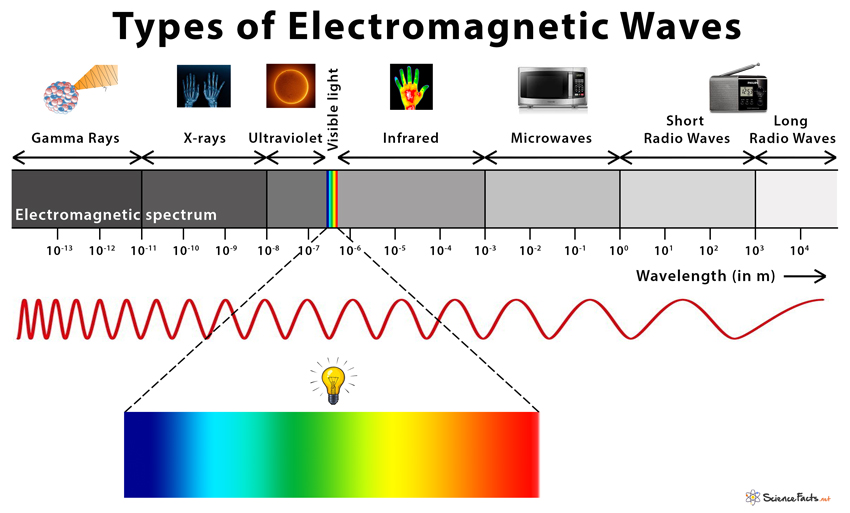 Types of Electromagnetic Waves
Gamma Rays
X-rays
Ultraviolet
Visible light
Infrared
Microwaves
Short
Radio Waves
Long
Radio Waves
Electromagnetic spectrum
10⁻¹³ 10⁻¹² 10⁻¹¹ 10⁻¹⁰ 10⁻⁹ 10⁻⁸ 10⁻⁷ 10⁻⁶ 10⁻⁵ 10⁻⁴ 10⁻³ 10⁻² 10⁻¹ 10⁰ 10¹ 10² 10³ 10⁴
Wavelength (in m)
ScienceFacts.net